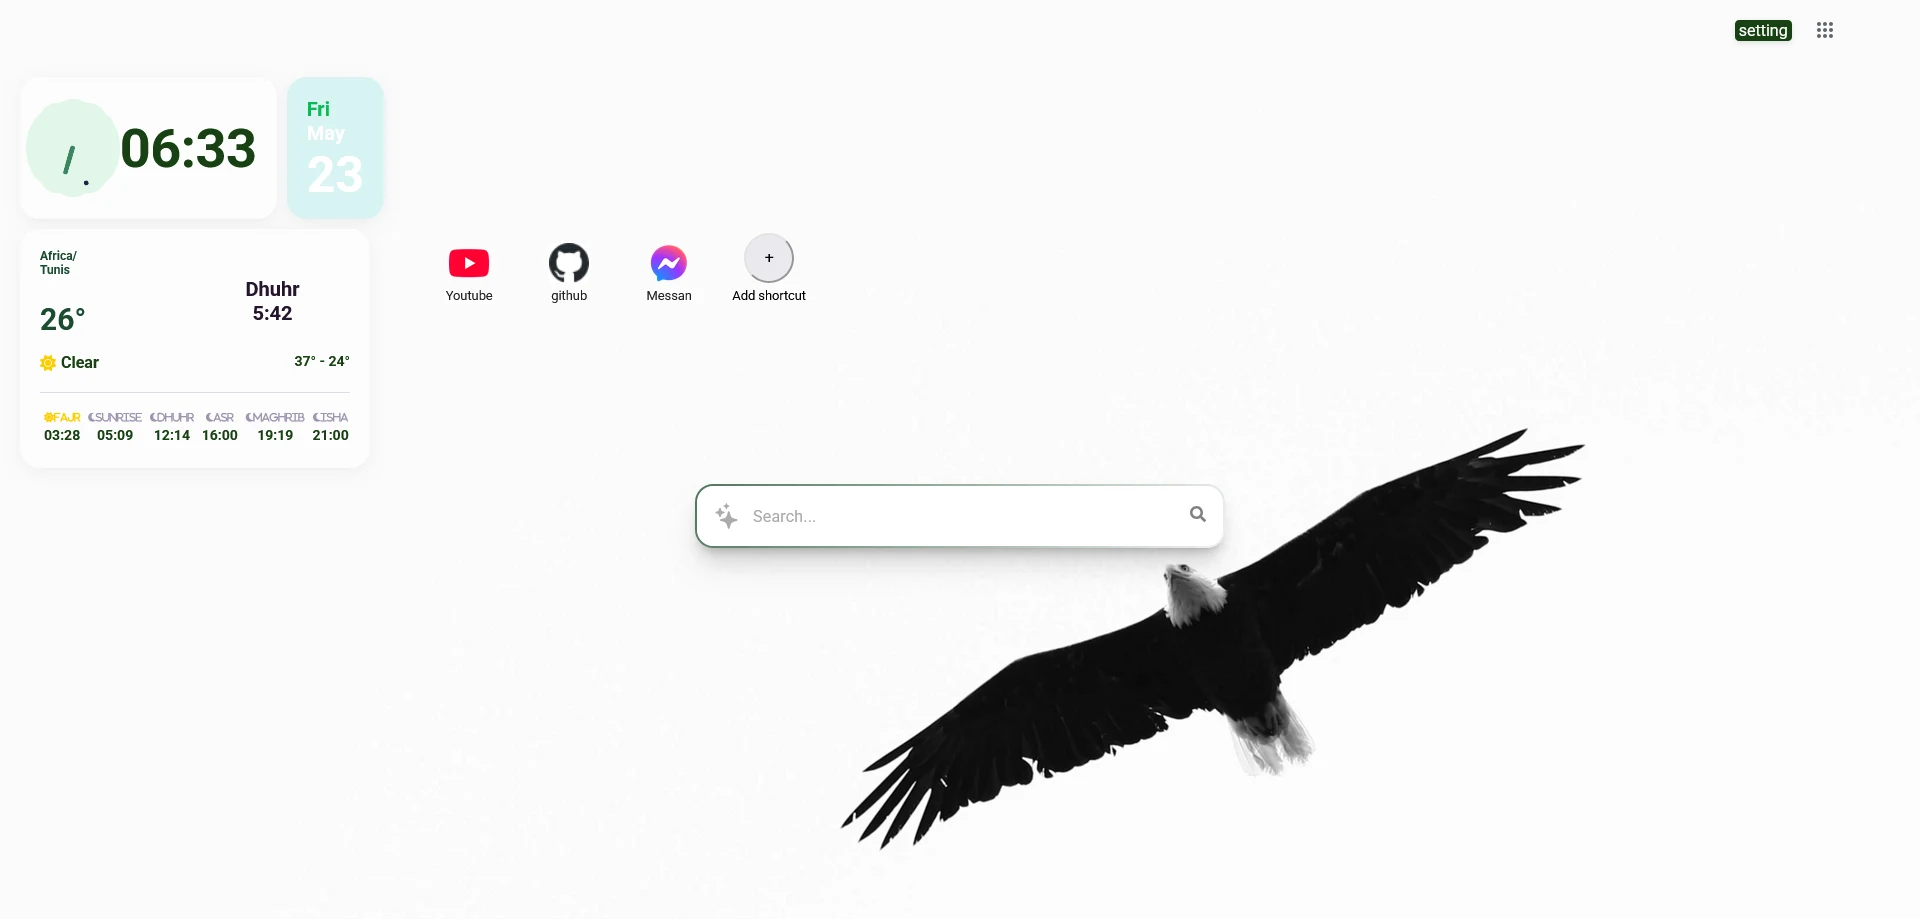 setting
06:33
Fri
May
23
Africa/
Tunis
Dhuhr
5:42
26°
Clear
37° - 24°
FAJR SUNRISE DHUHR ASR MAGHRIB ISHA
03:28 05:09 12:14 16:00 19:19 21:00
Youtube github Messan + Add shortcut
Search...